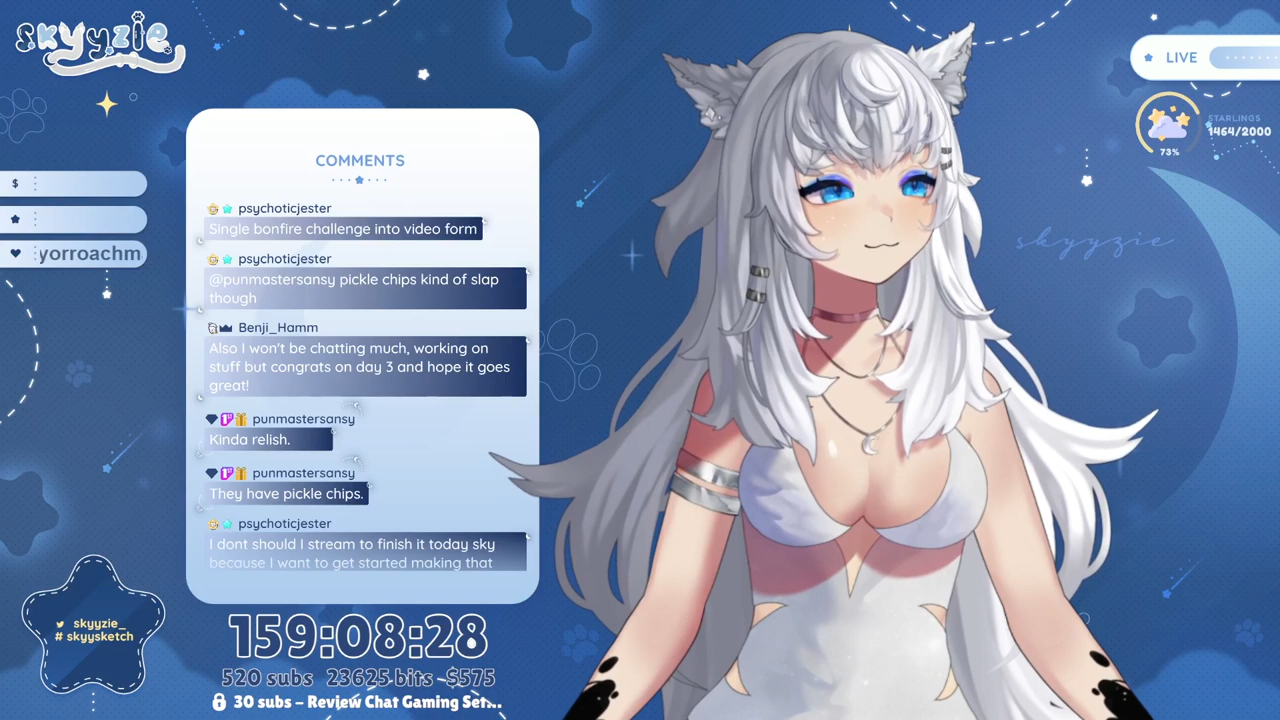 skyyzie
LIVE
STARLINGS
1464/2000
73%
$
yorroachm
COMMENTS
psychoticjester
Single bonfire challenge into video form
psychoticjester
@punmastersansy pickle chips kind of slap
though
Benji_Hamm
Also I won't be chatting much, working on
stuff but congrats on day 3 and hope it goes
great!
punmastersansy
Kinda relish.
punmastersansy
They have pickle chips.
psychoticjester
I dont should I stream to finish it today sky
because I want to get started making that
skyyzie
skyyzie_
# skyysketch
159:08:28
520 subs 23625 bits $575
30 subs - Review Chat Gaming Set...